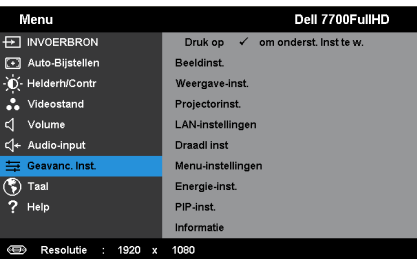 Menu Dell 7700FullHD
INVOERBRON
Auto-Bijstellen
Helderh/Contr
Videostand
Volume
Audio-input
Geavanc. Inst.
Taal
Help
Druk op ✓ om onderst. Inst te w.
Beeldinst.
Weergave-inst.
Projectorinst.
LAN-instellingen
Draadl inst
Menu-instellingen
Energie-inst.
PIP-inst.
Informatie
Resolutie : 1920 x 1080